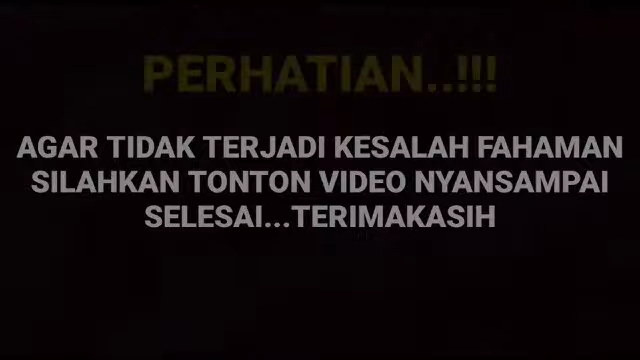 PERHATIAN..!!!
AGAR TIDAK TERJADI KESALAH FAHAMAN
SILAHKAN TONTON VIDEO NYANSAMPAI
SELESAI...TERIMAKASIH